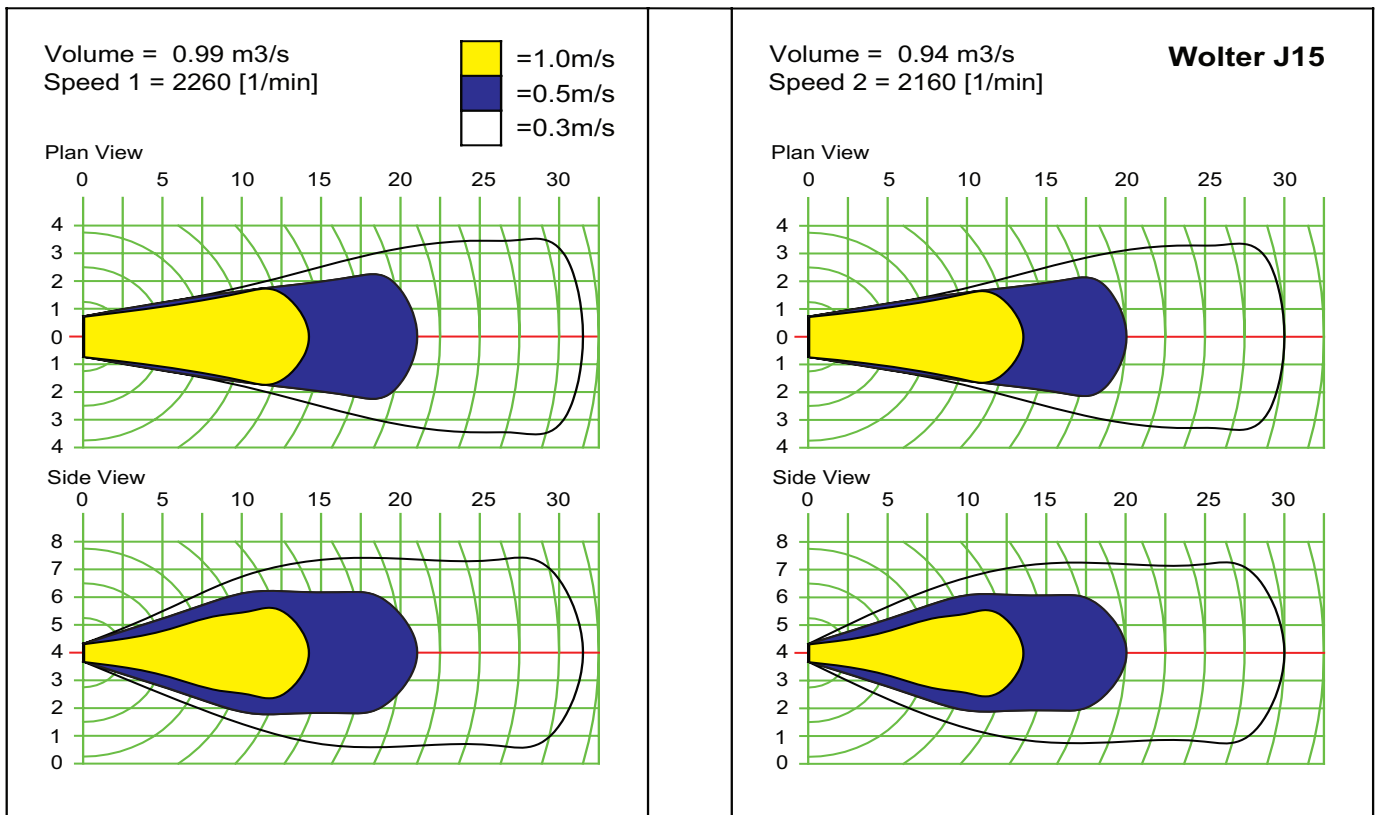 Volume = 0.99 m3/s
Speed 1 = 2260 [1/min]
=1.0m/s
=0.5m/s
=0.3m/s
Plan View
0 5 10 15 20 25 30
4
3
2
1
0
1
2
3
4
Side View
0 5 10 15 20 25 30
8
7
6
5
4
3
2
1
0
Volume = 0.94 m3/s
Speed 2 = 2160 [1/min]
Wolter J15
Plan View
0 5 10 15 20 25 30
4
3
2
1
0
1
2
3
4
Side View
0 5 10 15 20 25 30
8
7
6
5
4
3
2
1
0